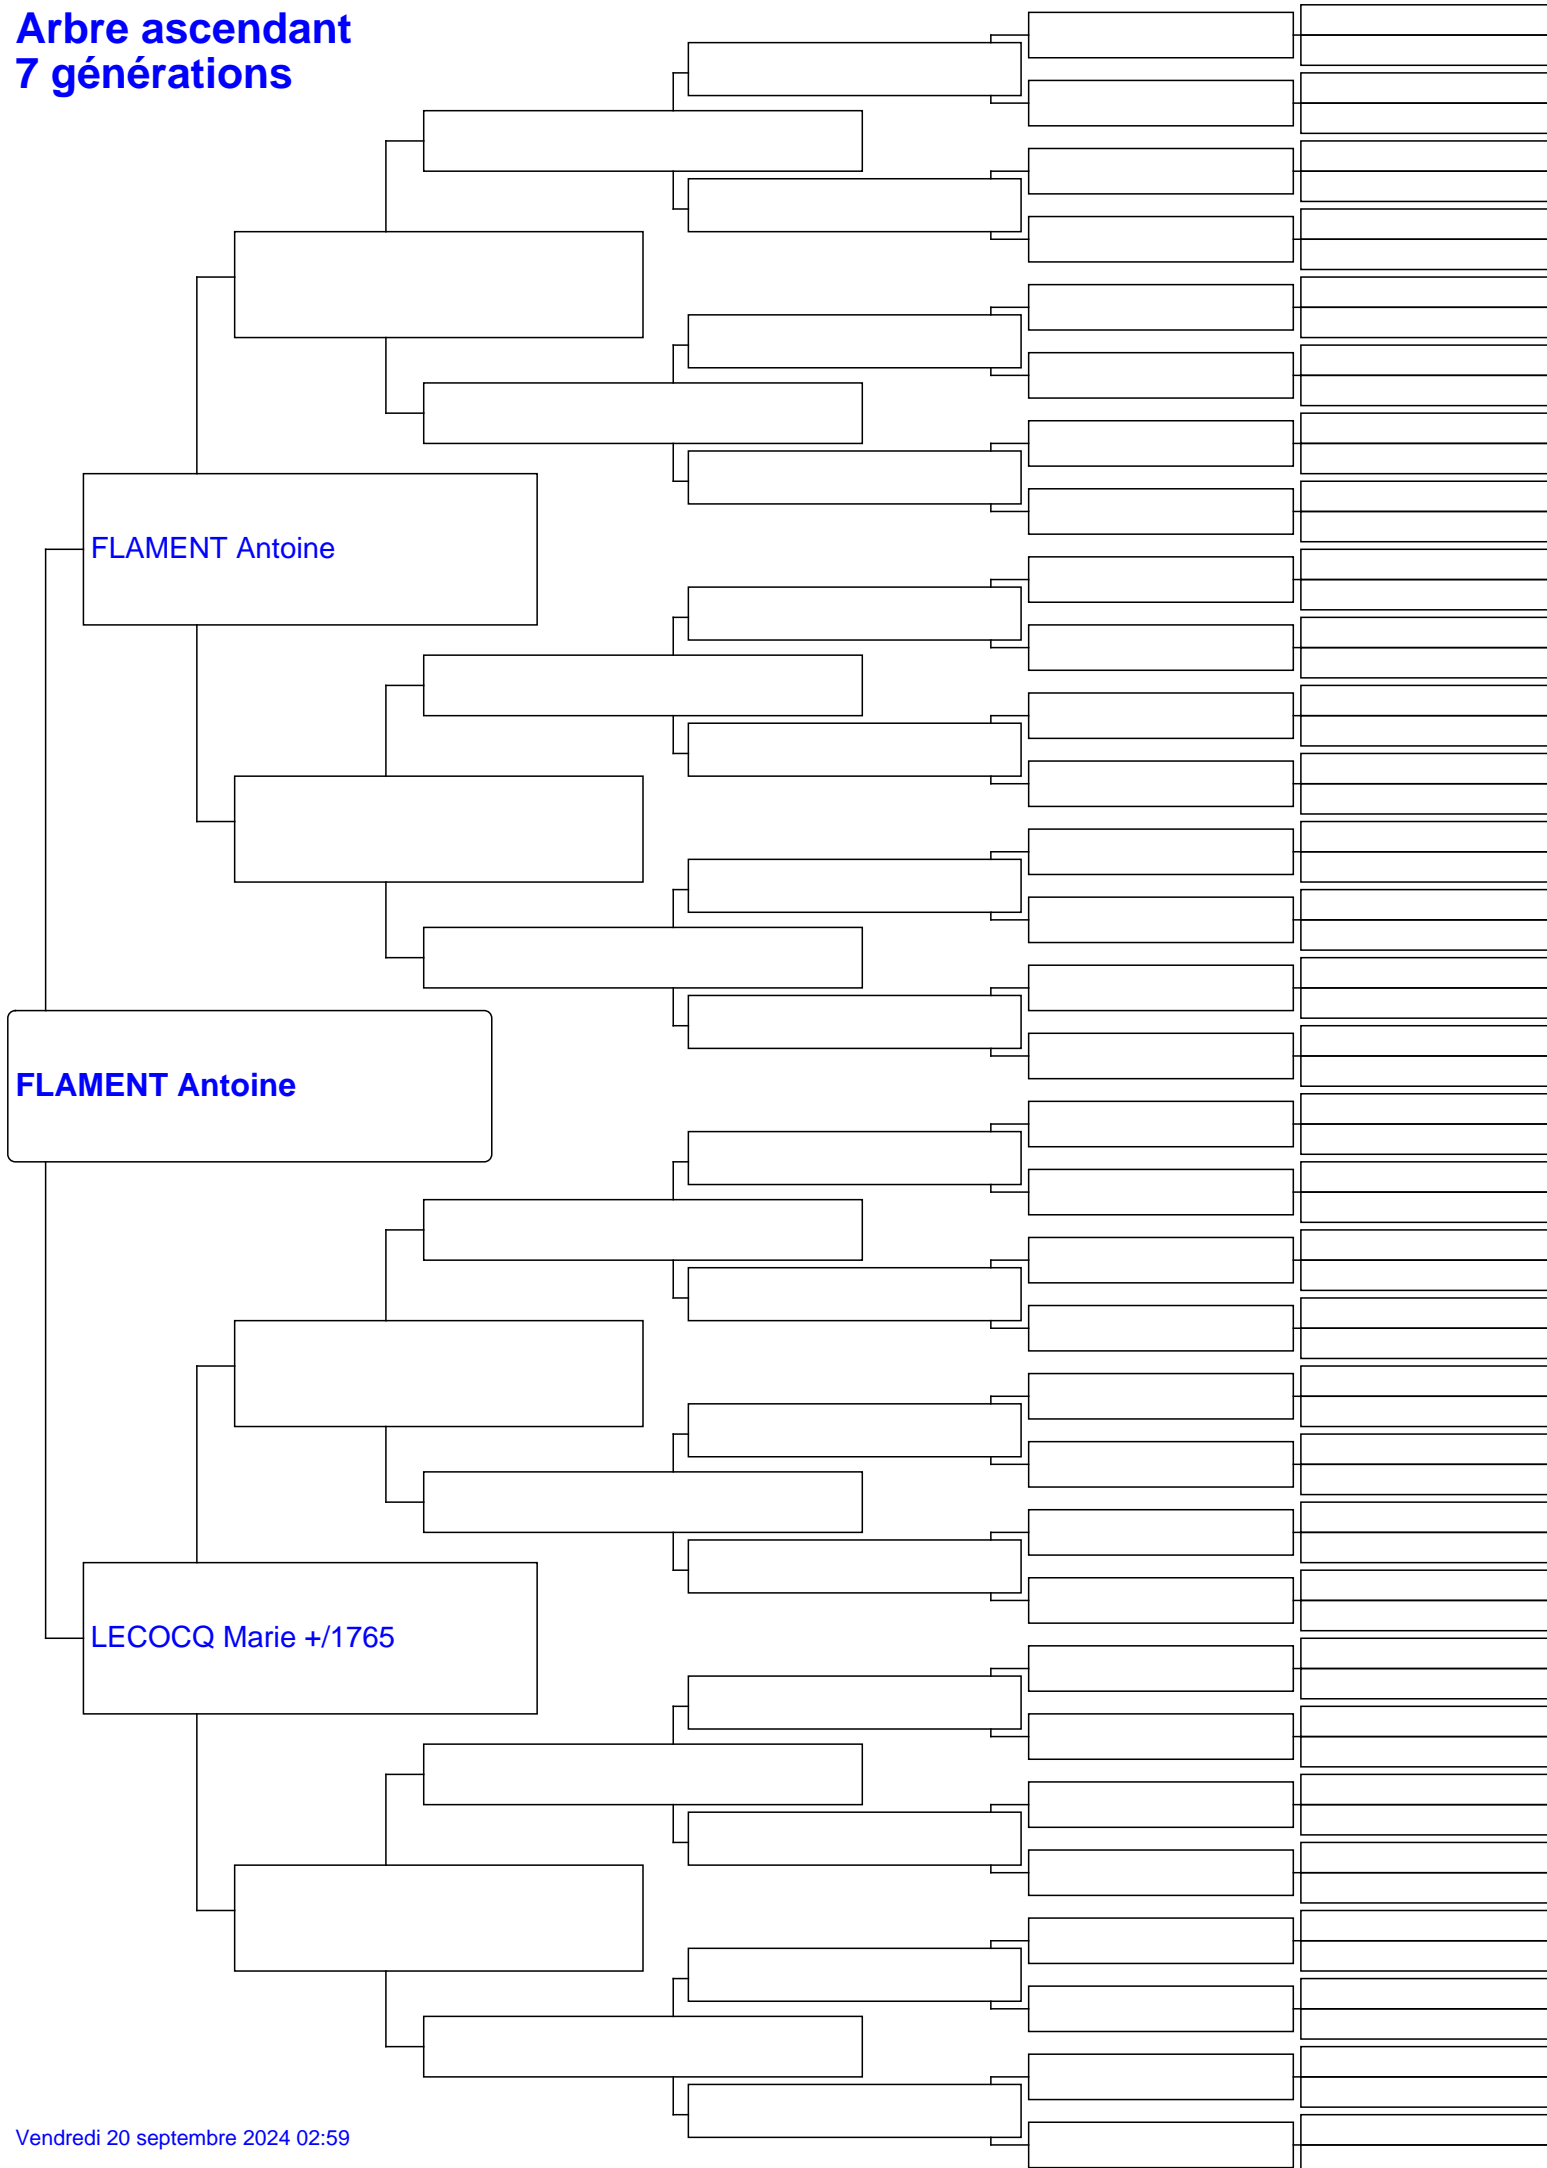 Arbre ascendant
7 générations
FLAMENT Antoine
FLAMENT Antoine
LECOCQ Marie +/1765
Vendredi 20 septembre 2024 02:59